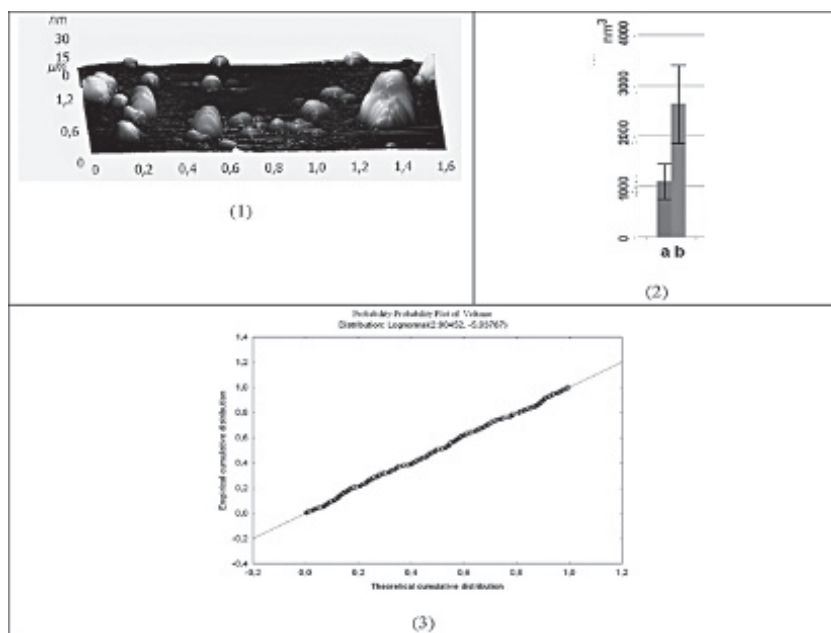 nm
30
15
µm
0
1,2
0,6
0
0 0,2 0,4 0,6 0,8 1,0 1,2 1,4 1,6
(1)
nm³
4000
3000
2000
1000
0
a b
(2)
Probability-Probability Plot of Volume
1,4
1,2
1,0
0,8
0,6
0,4
0,2
0,0
-0,2
-0,4
Empirical cumulative distribution
-0,2 0,0 0,2 0,4 0,6 0,8 1,0 1,2
Theoretical cumulative distribution
(3)